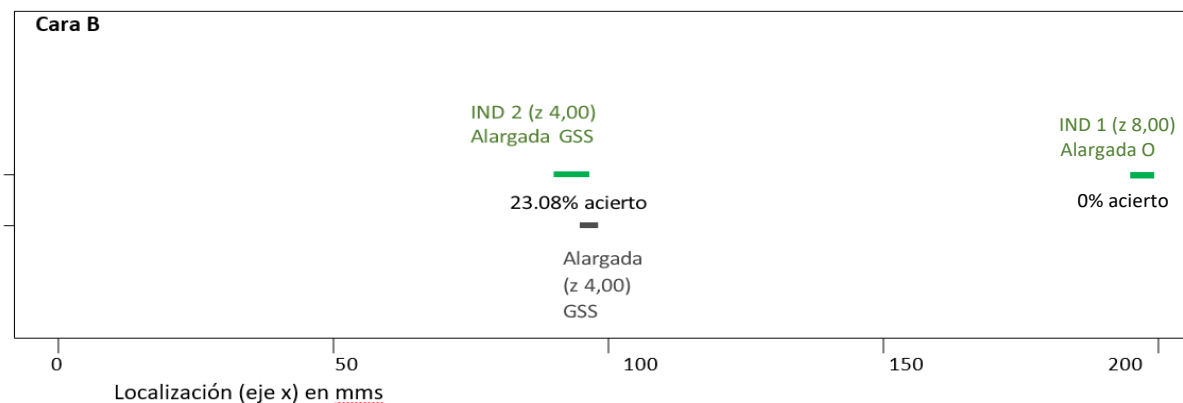 Cara B
IND 2 (z 4,00)
Alargada GSS
IND 1 (z 8,00)
Alargada O
23.08% acierto
0% acierto
Alargada
(z 4,00)
GSS
0
50
100
150
200
Localización (eje x) en mms